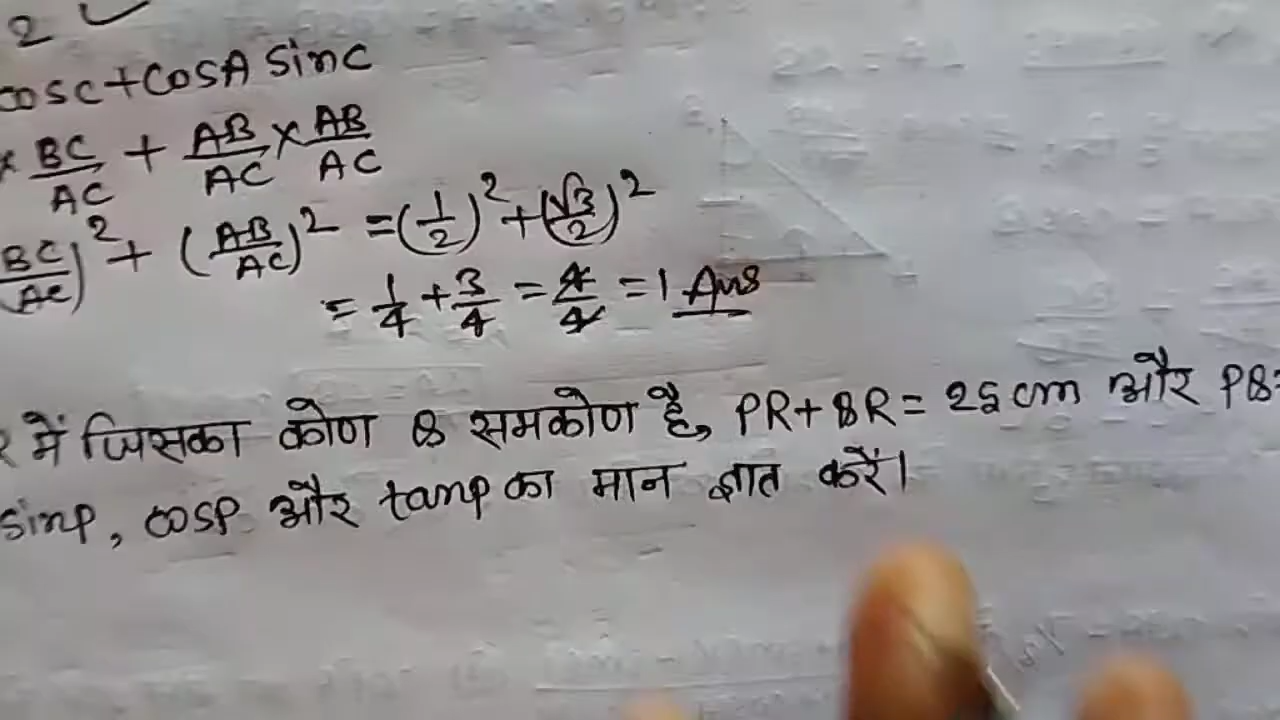 2
cosc+cosA sinc
× BC/AC + AB/AC × AB/AC
(BC/AC)² + (AB/AC)² = (1/2)² + (√3/2)²
= 1/4 + 3/4 = 4/4 = 1 Ans
R में जिसका कोण Q समकोण है, PR+QR= 25 cm और PQ=
sinp, cosp और tanp का मान ज्ञात करें।